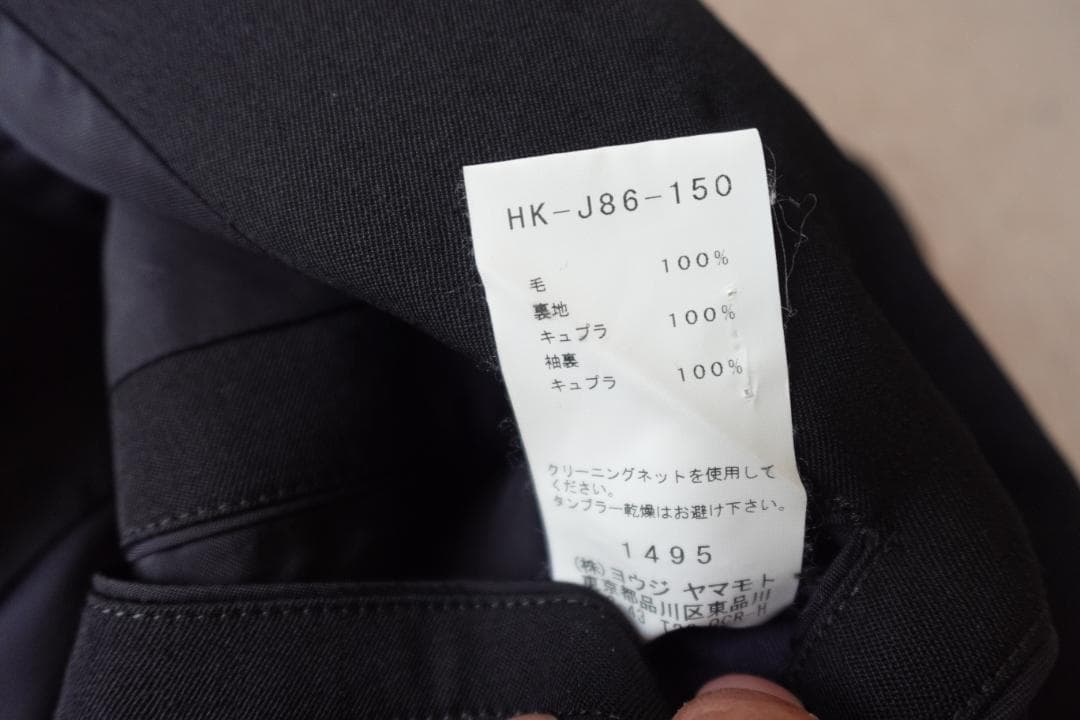 HK-J86-150
毛 100%
裏地
キュプラ 100%
袖裏
キュプラ 100%
クリーニングネットを使用して
ください。
タンブラー乾燥はお避け下さい。
1495
(株)ヨウジ ヤマモト
東京都品川区東品川